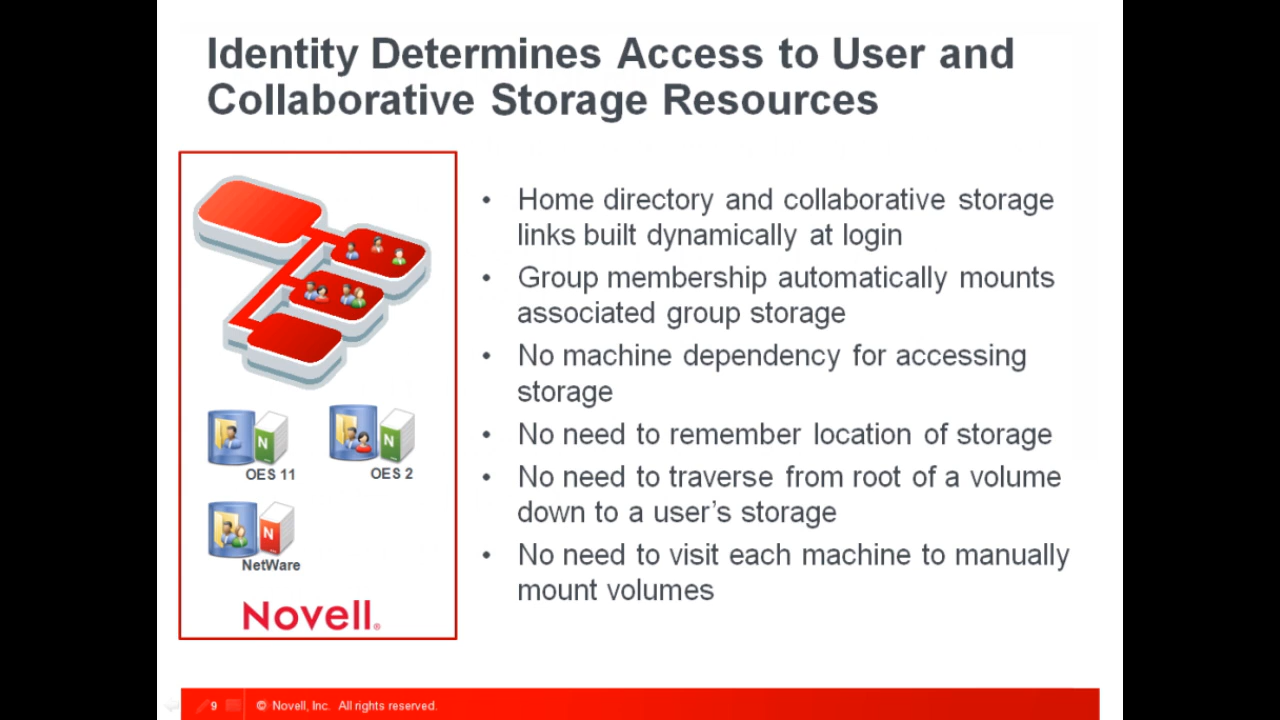 Identity Determines Access to User and
Collaborative Storage Resources
• Home directory and collaborative storage
links built dynamically at login
• Group membership automatically mounts
associated group storage
• No machine dependency for accessing
storage
• No need to remember location of storage
• No need to traverse from root of a volume
down to a user’s storage
• No need to visit each machine to manually
mount volumes
N
N
OES 11
OES 2
N
NetWare
Novell®
9
© Novell, Inc. All rights reserved.